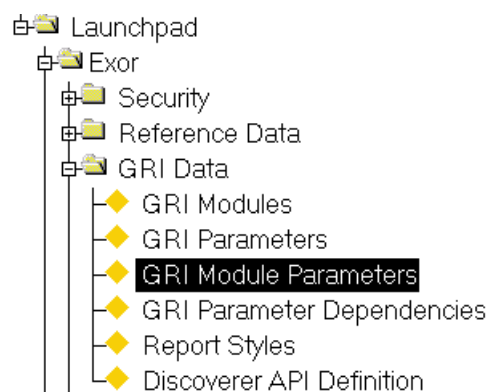 Launchpad
Exor
Security
Reference Data
GRI Data
GRI Modules
GRI Parameters
GRI Module Parameters
GRI Parameter Dependencies
Report Styles
Discoverer API Definition